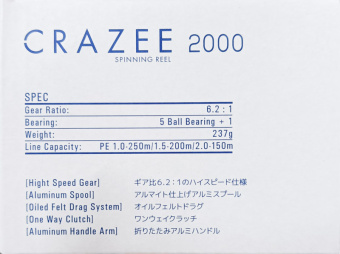 CRAZEE 2000
SPINNING REEL
SPEC
Gear Ratio: 6.2 : 1
Bearing: 5 Ball Bearing + 1
Weight: 237g
Line Capacity: PE 1.0-250m/1.5-200m/2.0-150m
[Hight Speed Gear] ギア比6.2：1のハイスピード仕様
[Aluminum Spool] アルマイト仕上げアルミスプール
[Oiled Felt Drag System] オイルフェルトドラグ
[One Way Clutch] ワンウェイクラッチ
[Aluminum Handle Arm] 折りたたみアルミハンドル